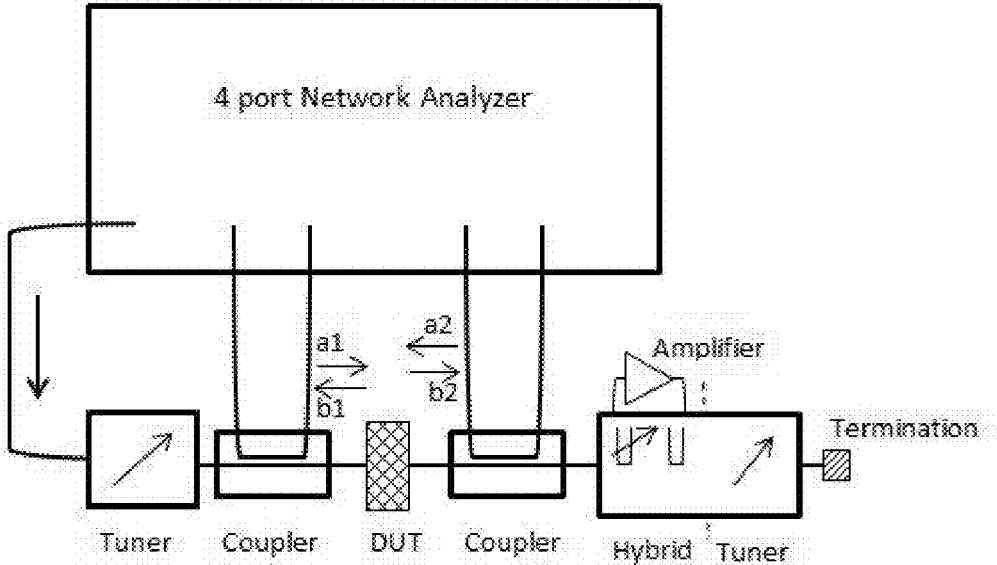 4 port Network Analyzer
a1
a2
b1
b2
Amplifier
Termination
Tuner
Coupler
DUT
Coupler
Hybrid
Tuner